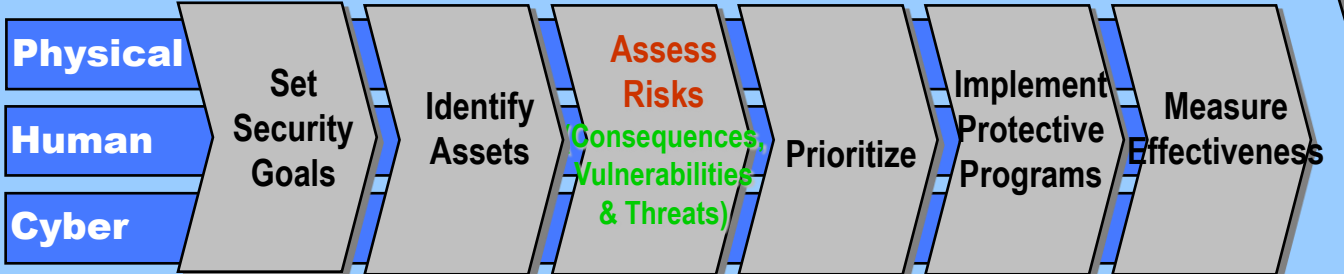 Physical
Human
Cyber
Set
Security
Goals
Identify
Assets
Assess
Risks
(Consequences,
Vulnerabilities
& Threats)
Prioritize
Implement
Protective
Programs
Measure
Effectiveness